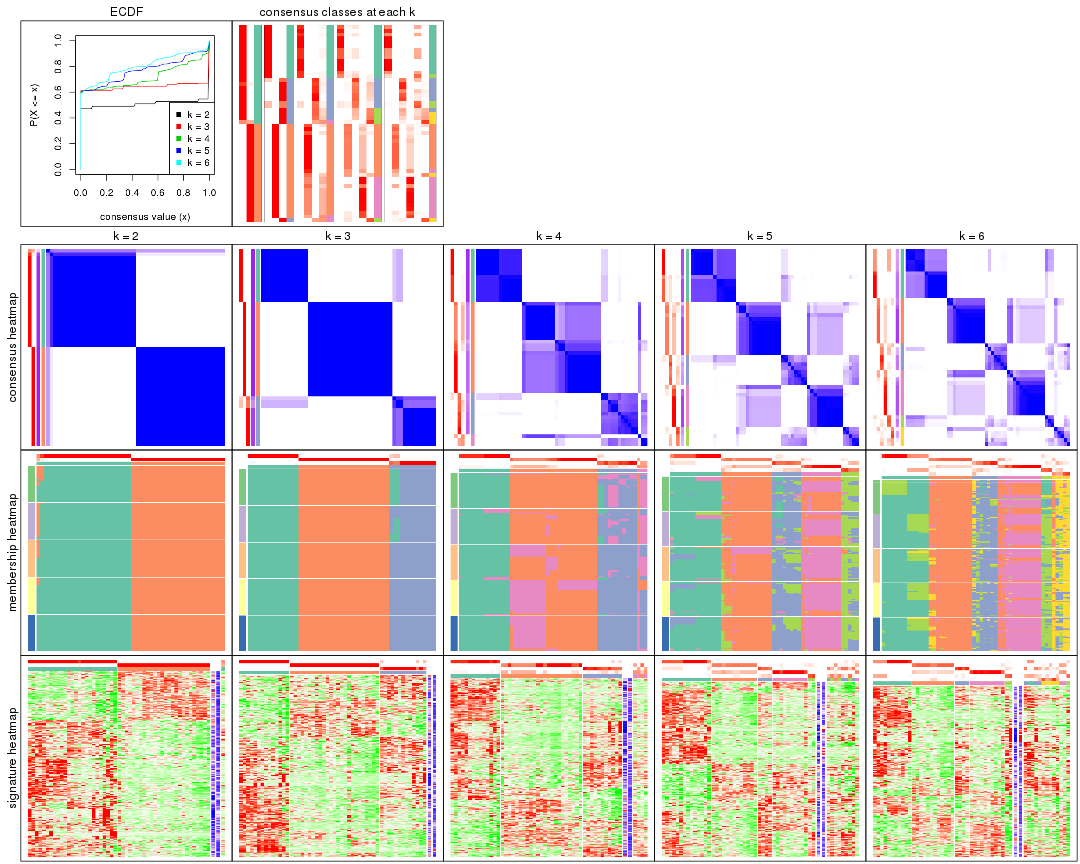 ECDF
consensus classes at each k
P(X <= x)
0.0 0.2 0.4 0.6 0.8 1.0
k = 2
k = 3
k = 4
k = 5
k = 6
0.0 0.2 0.4 0.6 0.8 1.0
consensus value (x)
k = 2
k = 3
k = 4
k = 5
k = 6
consensus heatmap
membership heatmap
signature heatmap